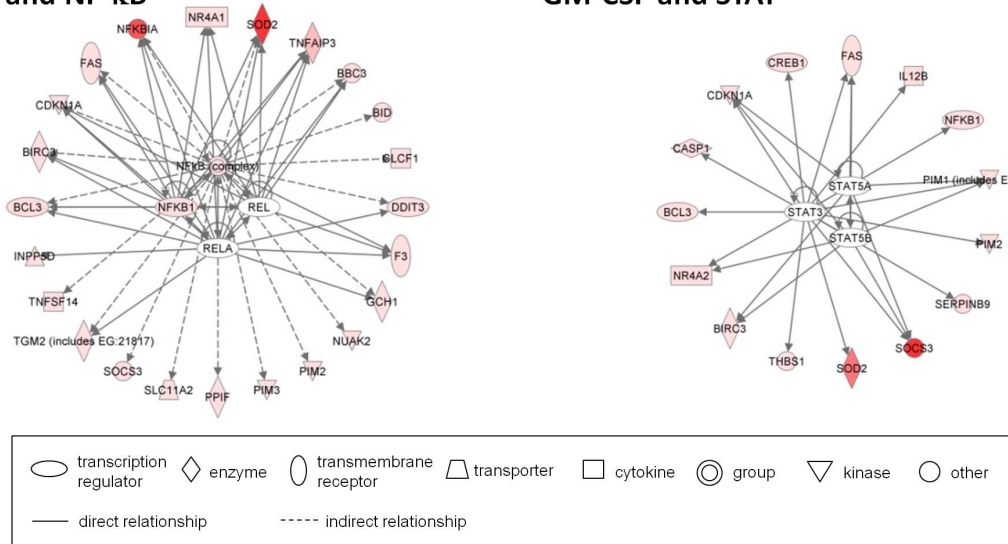 and NF-κB
GM-CSF and STAT
NFKBIA
NR4A1
SOD2
TNFAIP3
FAS
BBC3
CDKN1A
BID
BIRC3
NFkB (complex)
CLCF1
BCL3
NFKB1
REL
DDIT3
RELA
INPP5D
F3
TNFSF14
GCH1
TGM2 (includes EG:21817)
NUAK2
SOCS3
PIM2
SLC11A2
PPIF
PIM3
CREB1
FAS
IL12B
CDKN1A
NFKB1
CASP1
STAT5A
PIM1 (includes E
BCL3
STAT3
STAT5B
PIM2
NR4A2
SERPINB9
BIRC3
SOCS3
THBS1
SOD2
transcription regulator
enzyme
transmembrane receptor
transporter
cytokine
group
kinase
other
direct relationship
indirect relationship